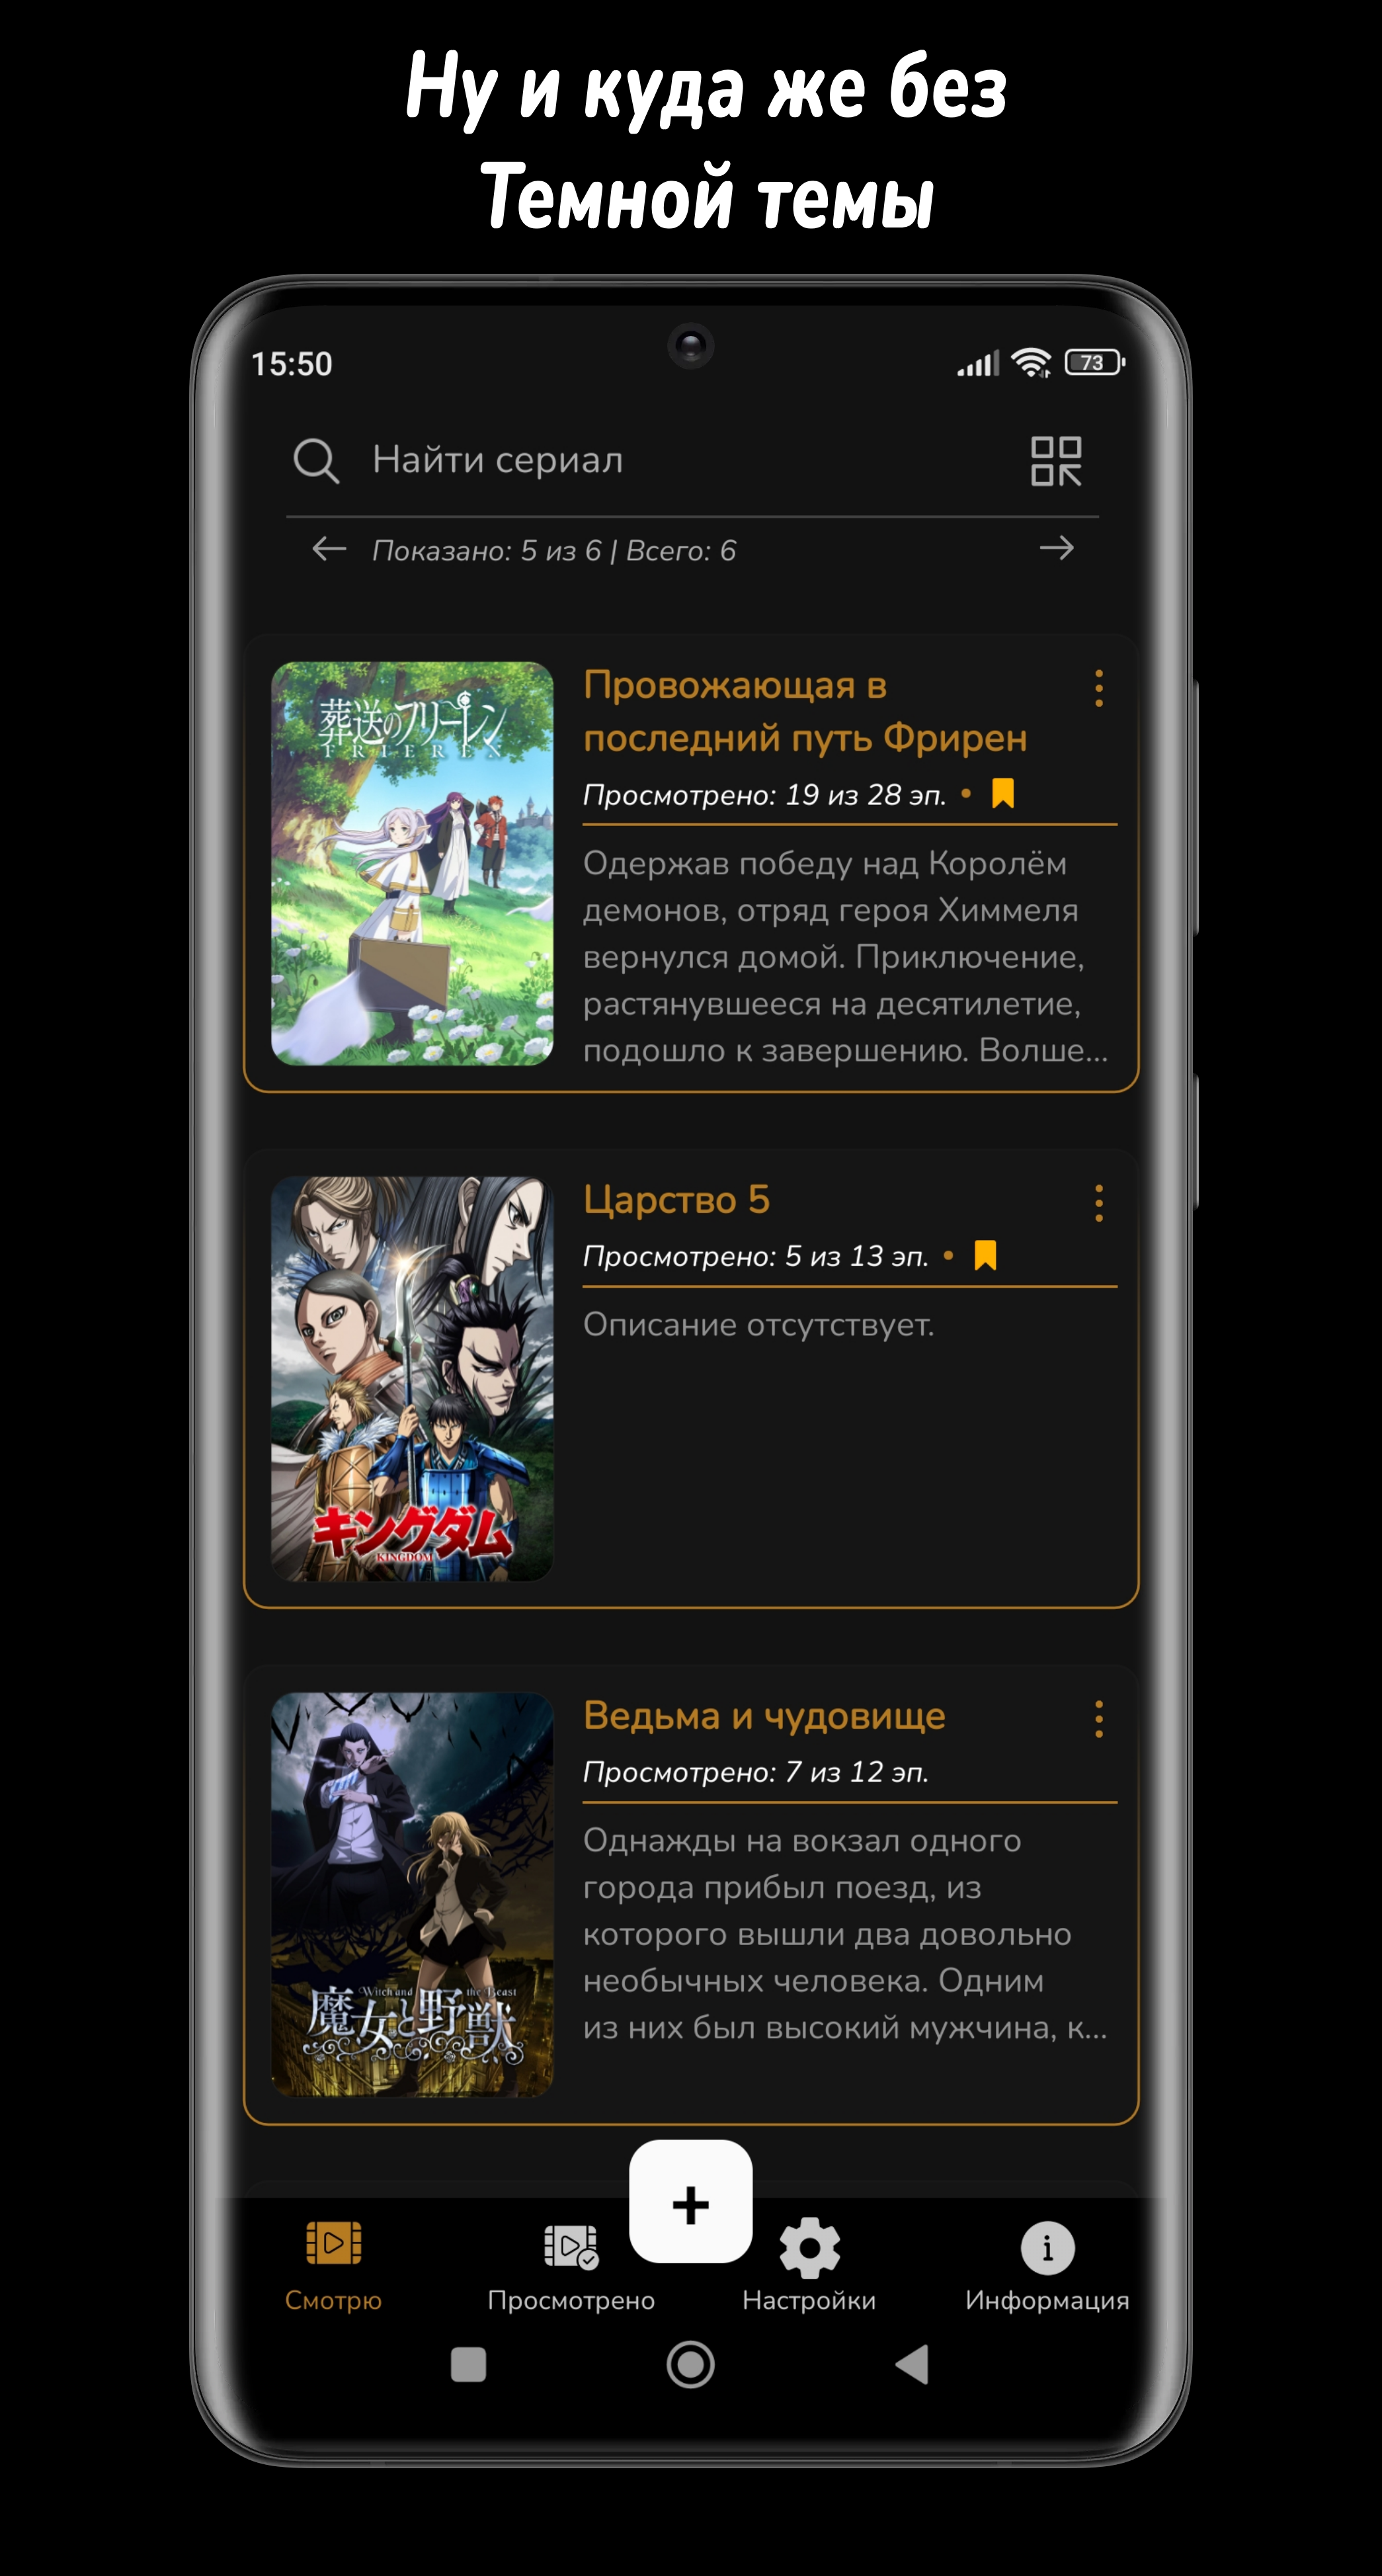 Ну и куда же без
Темной темы
15:50
73
Найти сериал
Показано: 5 из 6 | Всего: 6
葬送のフリーレン
FRIEREN
Провожающая в
последний путь Фрирен
Просмотрено: 19 из 28 эп.
Одержав победу над Королём
демонов, отряд героя Химмеля
вернулся домой. Приключение,
растянувшееся на десятилетие,
подошло к завершению. Волше...
キングダム
KINGDOM
Царство 5
Просмотрено: 5 из 13 эп.
Описание отсутствует.
Witch and the Beast
魔女と野獣
Ведьма и чудовище
Просмотрено: 7 из 12 эп.
Однажды на вокзал одного
города прибыл поезд, из
которого вышли два довольно
необычных человека. Одним
из них был высокий мужчина, к...
+
Смотрю
Просмотрено
Настройки
Информация